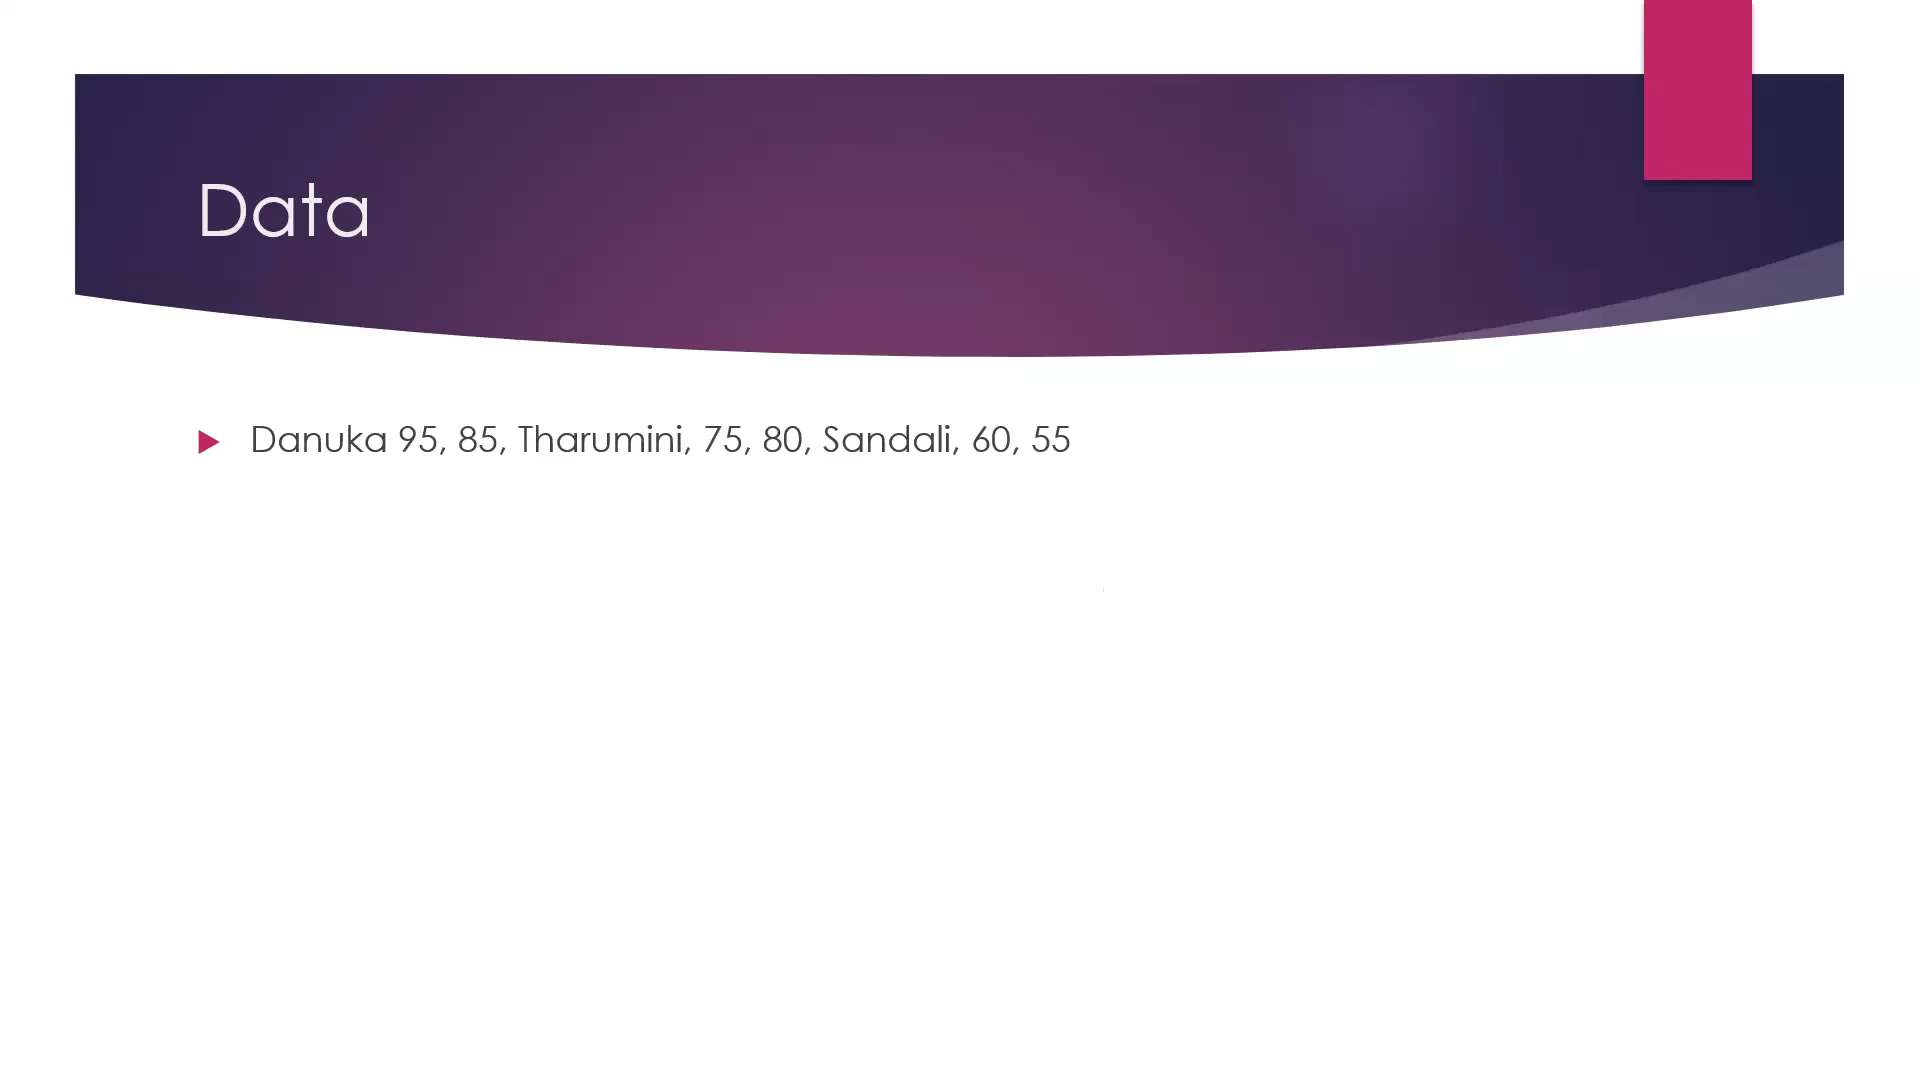 Data
Danuka 95, 85, Tharumini, 75, 80, Sandali, 60, 55